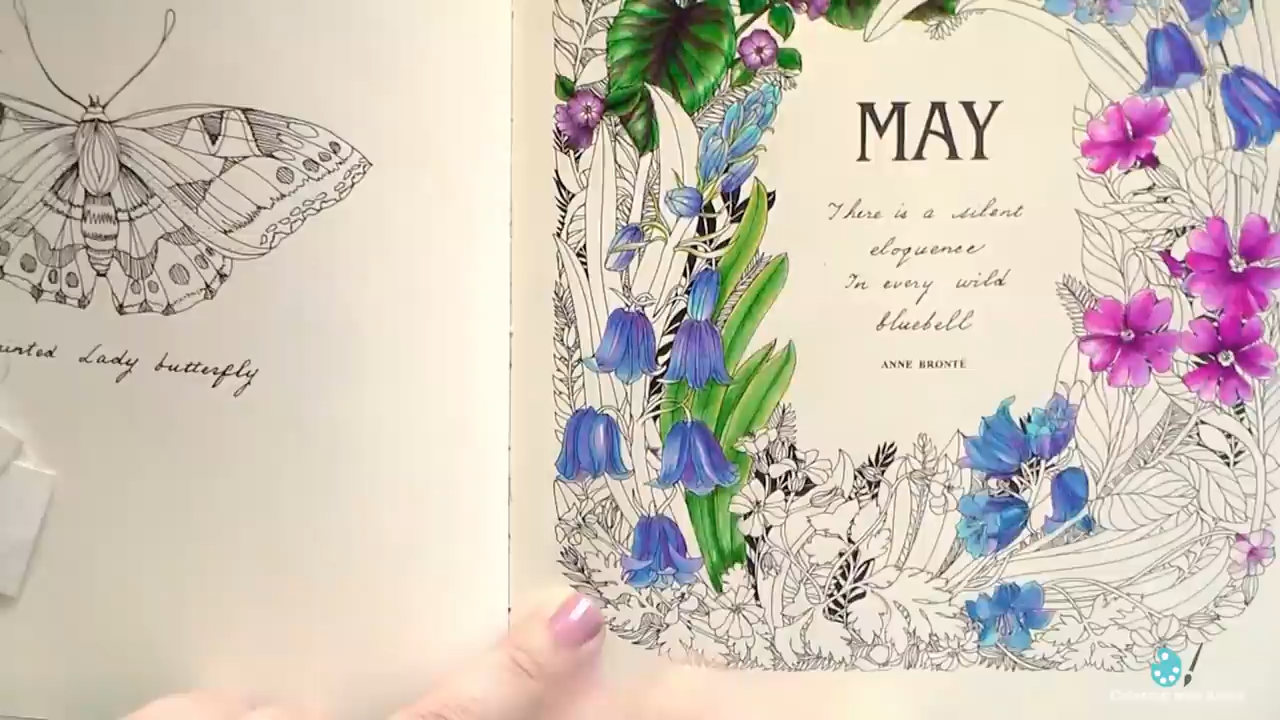 Lady butterfly
MAY
There is a silent
eloquence
In every wild
bluebell
ANNE BRONTË